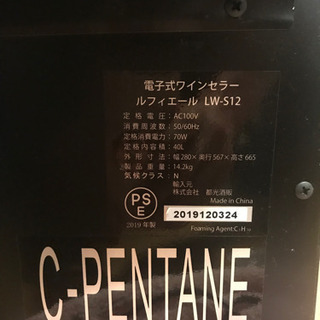 電子式ワインセラー
ルフィエール LW-S12
定格電圧：AC100V
消費周波数：50/60Hz
定格消費電力：70W
定格内容積：40L
外形寸法：幅280×奥行567×高さ665
製品重量：14.2kg
気候クラス：N
輸入元
株式会社 都光酒販
Made in China
PS
E
2019年製
2019120324
Foaming Agent:C5H10
C-PENTANE